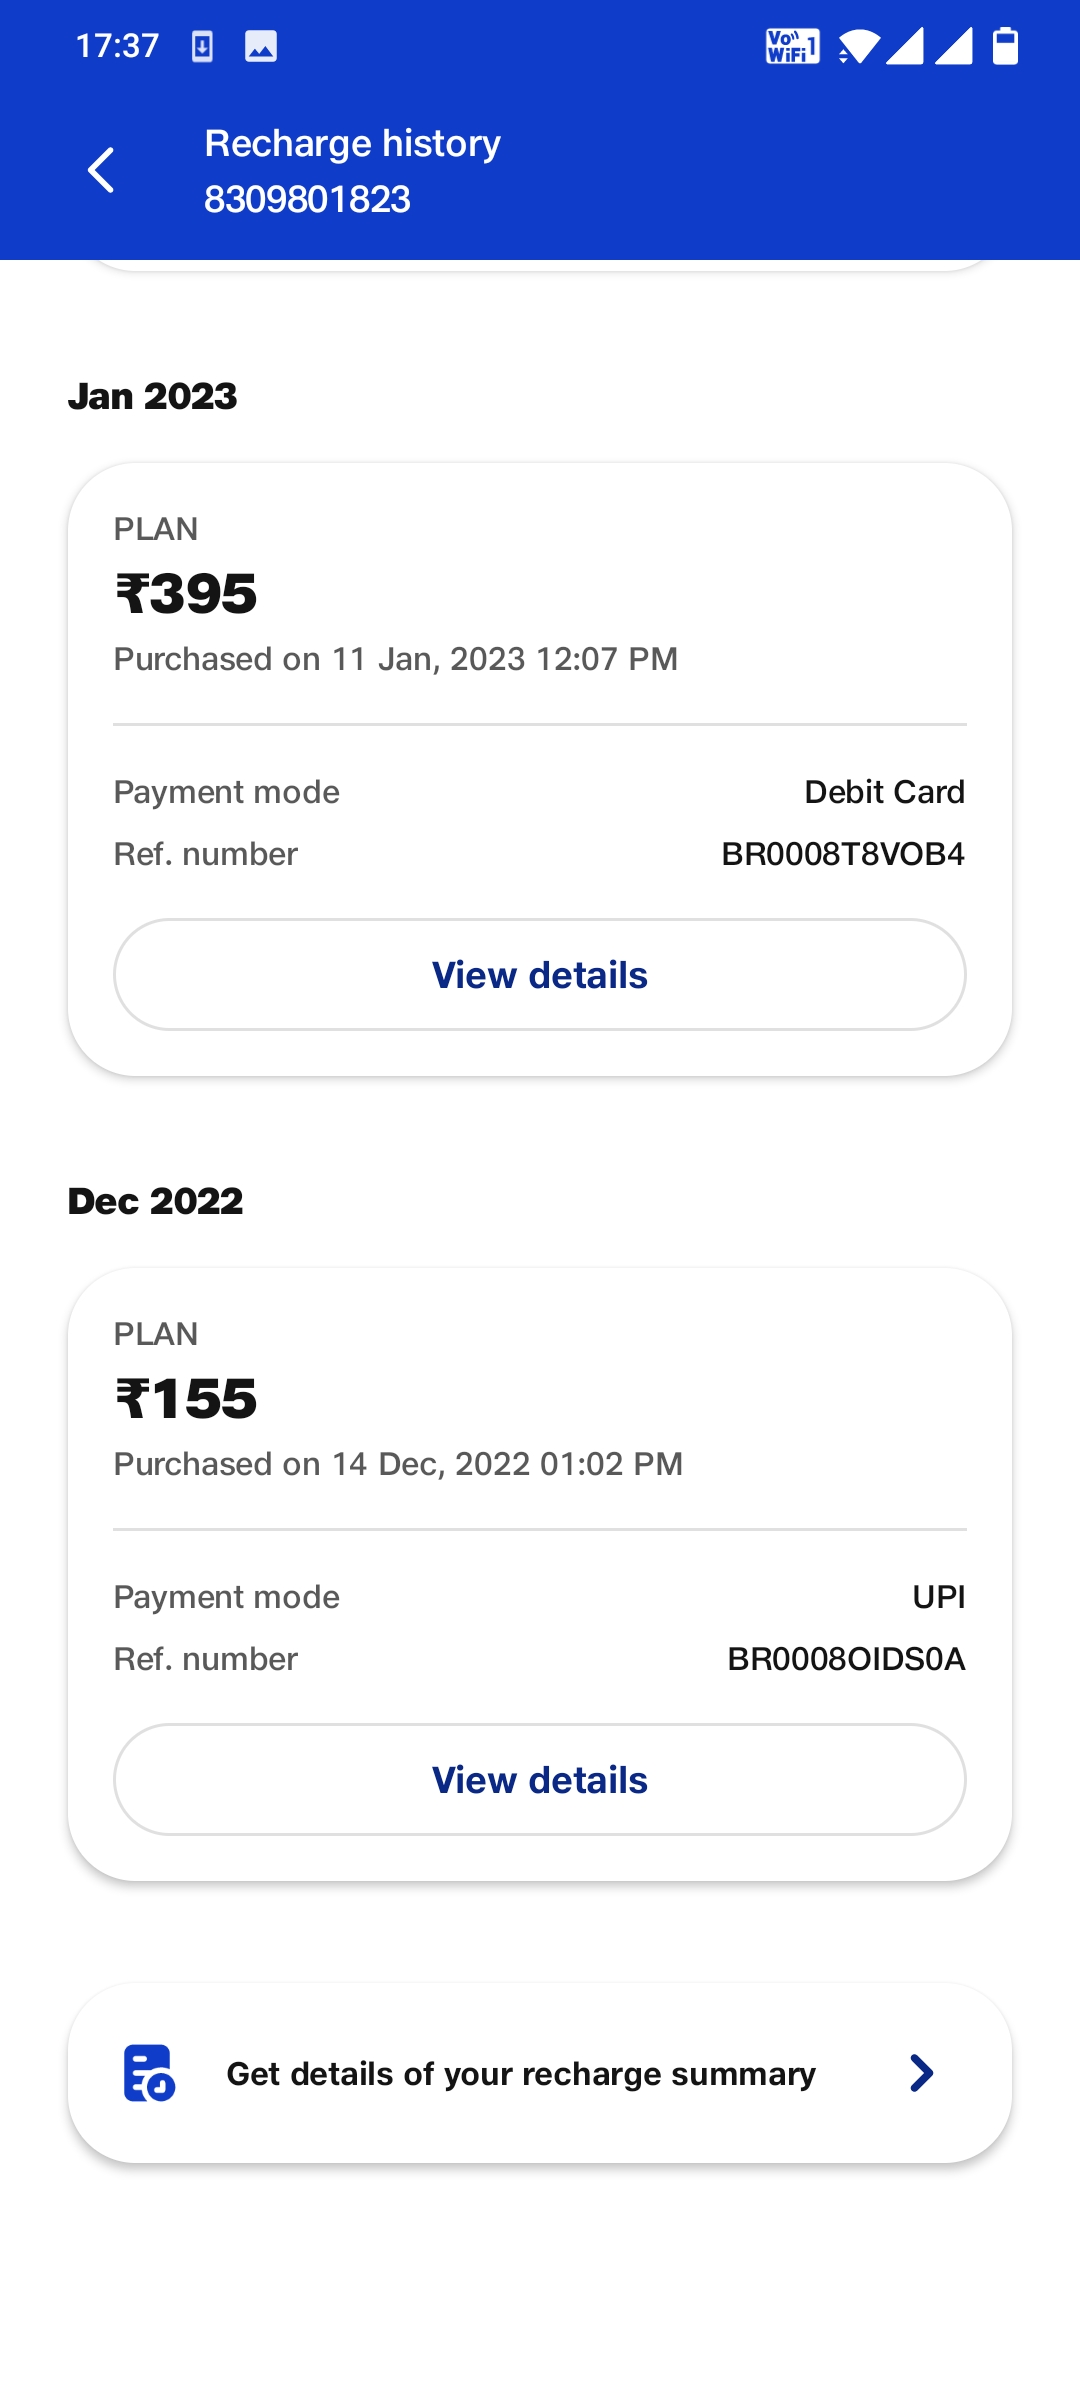 17:37
Vo WiFi 1
Recharge history
8309801823
Jan 2023
PLAN
₹395
Purchased on 11 Jan, 2023 12:07 PM
Payment mode Debit Card
Ref. number BR0008T8VOB4
View details
Dec 2022
PLAN
₹155
Purchased on 14 Dec, 2022 01:02 PM
Payment mode UPI
Ref. number BR0008OIDS0A
View details
Get details of your recharge summary